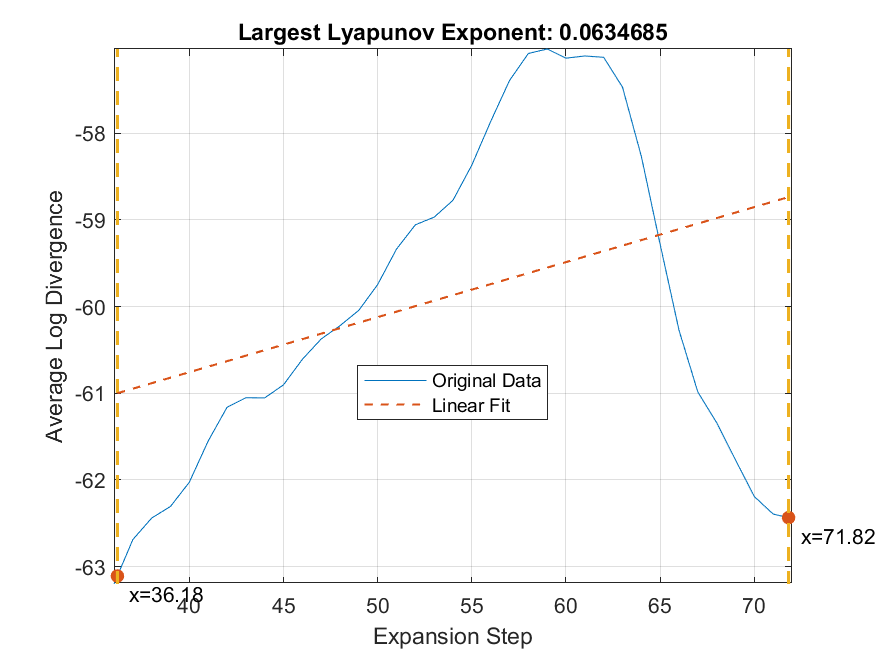 Largest Lyapunov Exponent: 0.0634685
-58
-59
-60
-61
-62
-63
Average Log Divergence
Original Data
Linear Fit
x=71.82
x=36.18
40 45 50 55 60 65 70
Expansion Step